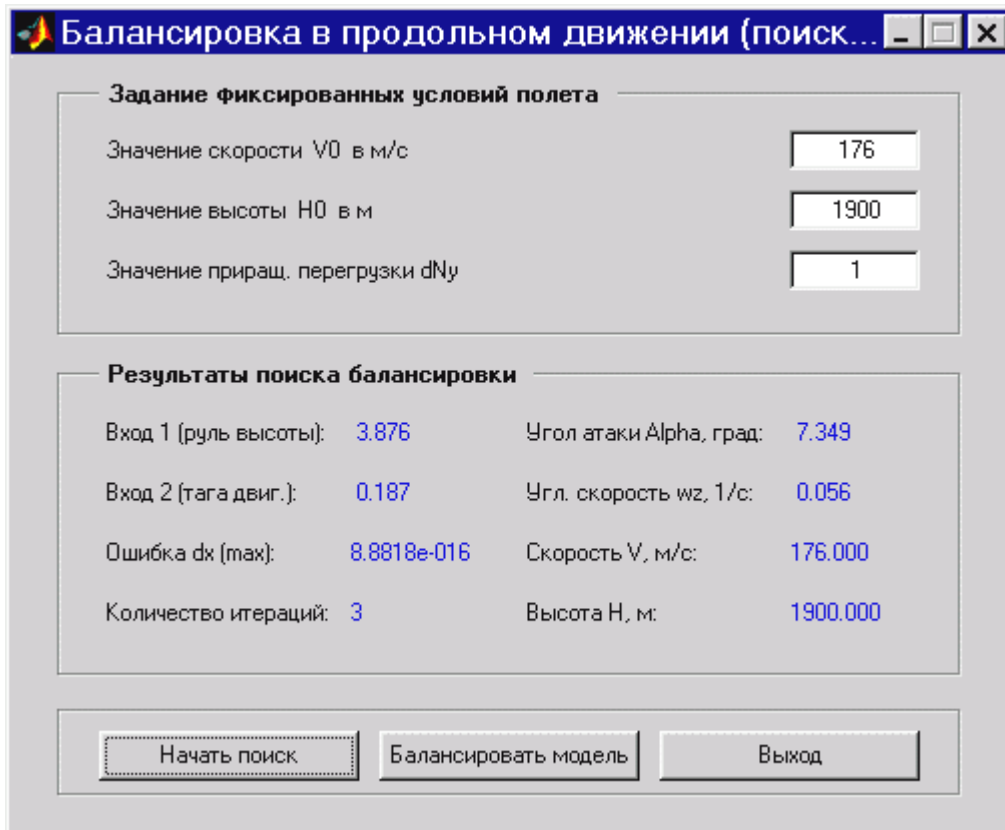 Балансировка в продольном движении (поиск...
Задание фиксированных условий полета
Значение скорости V0 в м/с 176
Значение высоты H0 в м 1900
Значение приращ. перегрузки dNy 1
Результаты поиска балансировки
Вход 1 (руль высоты): 3.876 Угол атаки Alpha, град: 7.349
Вход 2 (тага двиг.): 0.187 Угл. скорость wz, 1/с: 0.056
Ошибка dx (max): 8.8818e-016 Скорость V, м/с: 176.000
Количество итераций: 3 Высота H, м: 1900.000
Начать поиск Балансировать модель Выход